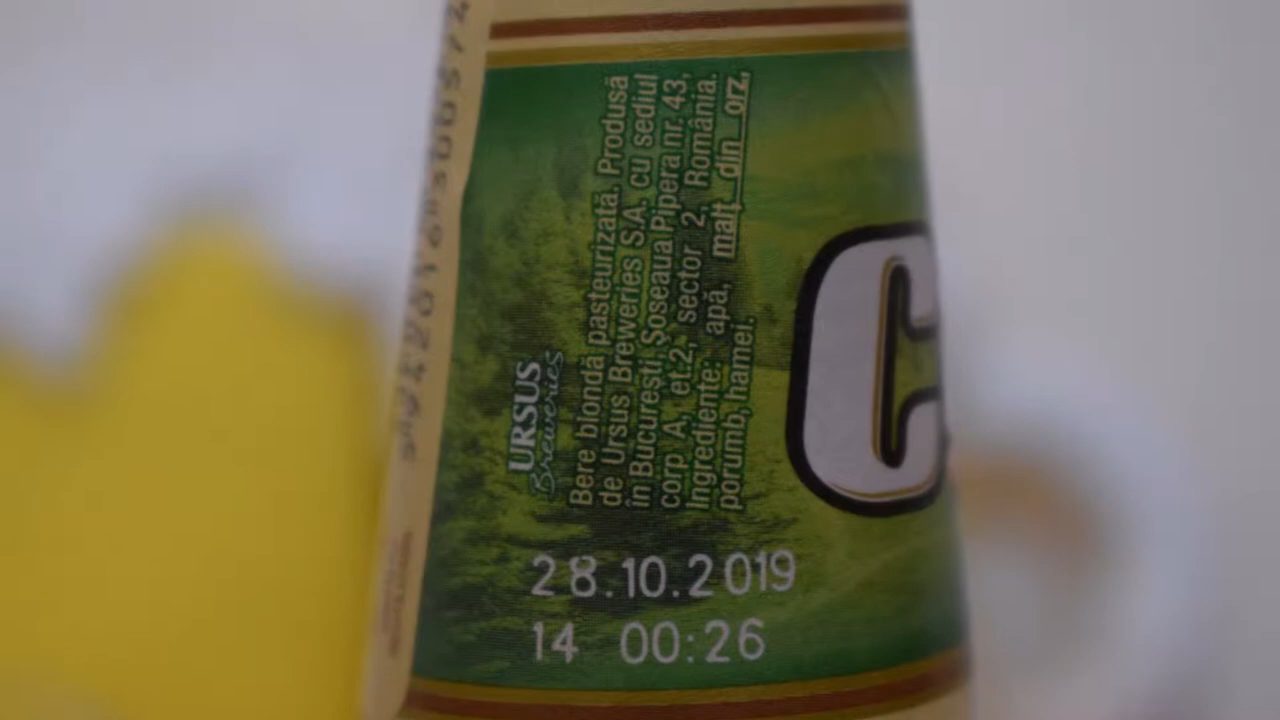 URSUS
Breweries
Bere blondă pasteurizată. Produsă
de Ursus Breweries S.A. cu sediul
în București, Șoseaua Pipera nr. 43,
corp A, et.2, sector 2, România.
Ingrediente: apă, malț din orz,
porumb, hamei.
C
28.10.2019
14 00:26